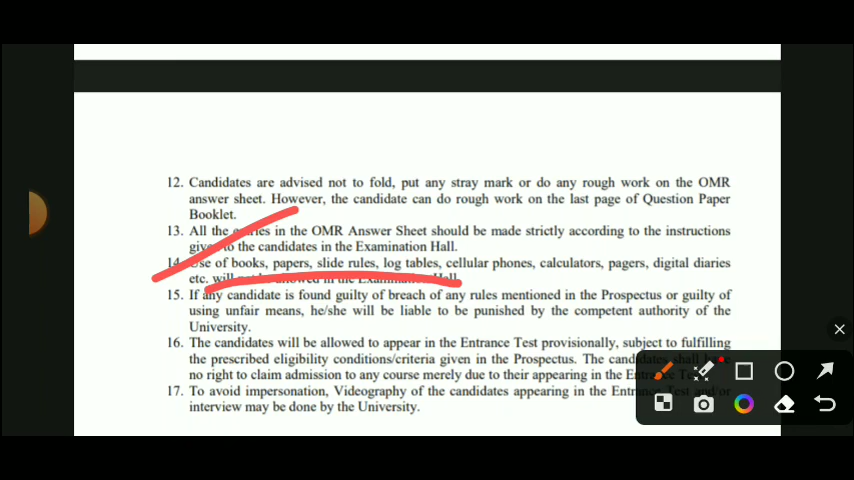 12. Candidates are advised not to fold, put any stray mark or do any rough work on the OMR
answer sheet. However, the candidate can do rough work on the last page of Question Paper
Booklet.
13. All the entries in the OMR Answer Sheet should be made strictly according to the instructions
given to the candidates in the Examination Hall.
14. Use of books, papers, slide rules, log tables, cellular phones, calculators, pagers, digital diaries
etc. will not be allowed in the Examination Hall.
15. If any candidate is found guilty of breach of any rules mentioned in the Prospectus or guilty of
using unfair means, he/she will be liable to be punished by the competent authority of the
University.
16. The candidates will be allowed to appear in the Entrance Test provisionally, subject to fulfilling
the prescribed eligibility conditions/criteria given in the Prospectus. The candidates shall have
no right to claim admission to any course merely due to their appearing in the Entrance Test.
17. To avoid impersonation, Videography of the candidates appearing in the Entrance Test and/or
interview may be done by the University.